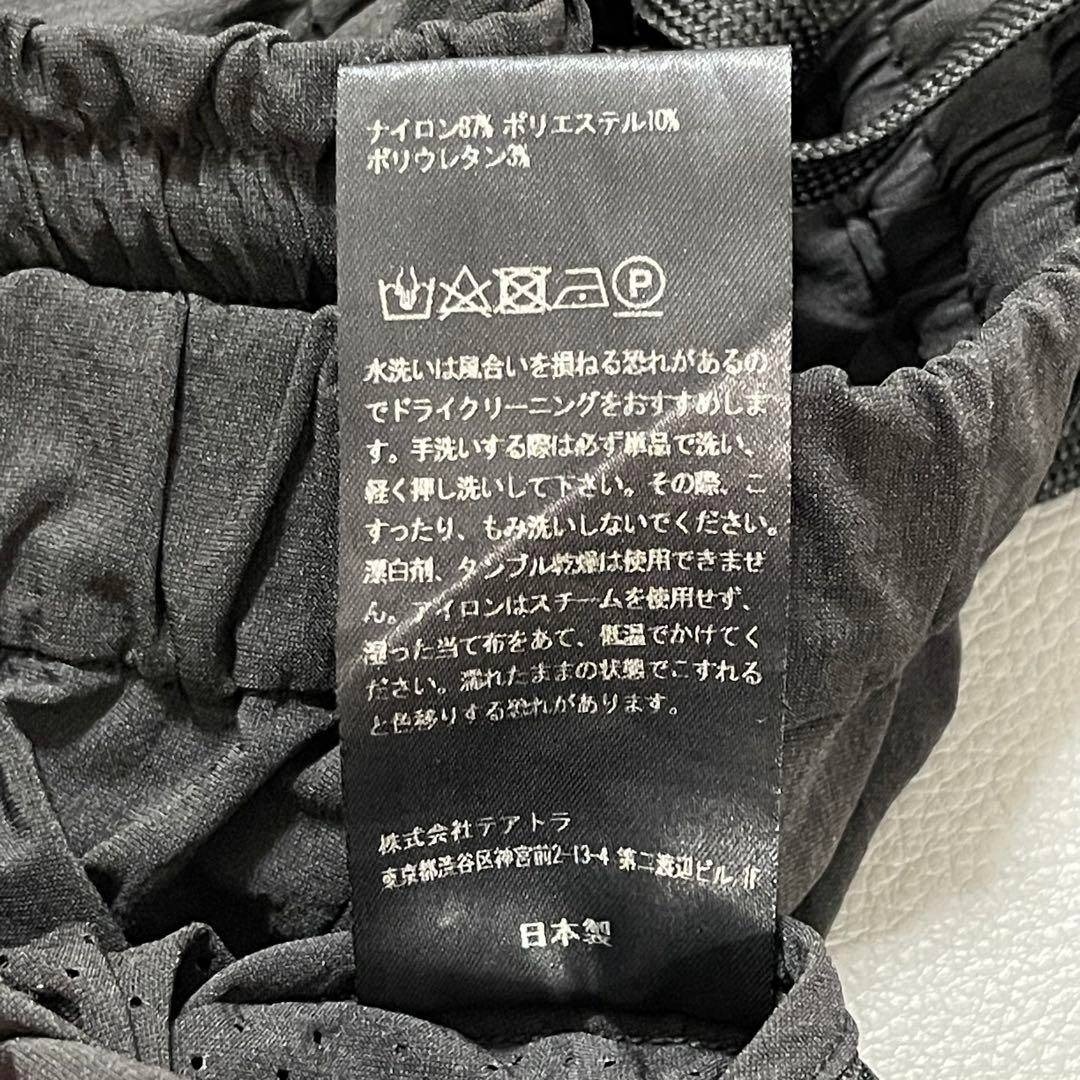 ナイロン87% ポリエステル10%
ポリウレタン3%
P
水洗いは風合いを損ねる恐れがあるの
でドライクリーニングをおすすめしま
す。手洗いする際は必ず単品で洗い、
軽く押し洗いして下さい。その際、こ
すったり、もみ洗いしないでください。
漂白剤、タンブル乾燥は使用できませ
ん。アイロンはスチームを使用せず、
湿った当て布をあて、低温でかけてく
ださい。濡れたままの状態でこすれる
と色移りする恐れがあります。
株式会社テアトラ
東京都渋谷区神宮前2-13-4 第二渡辺ビル,1F
日本製